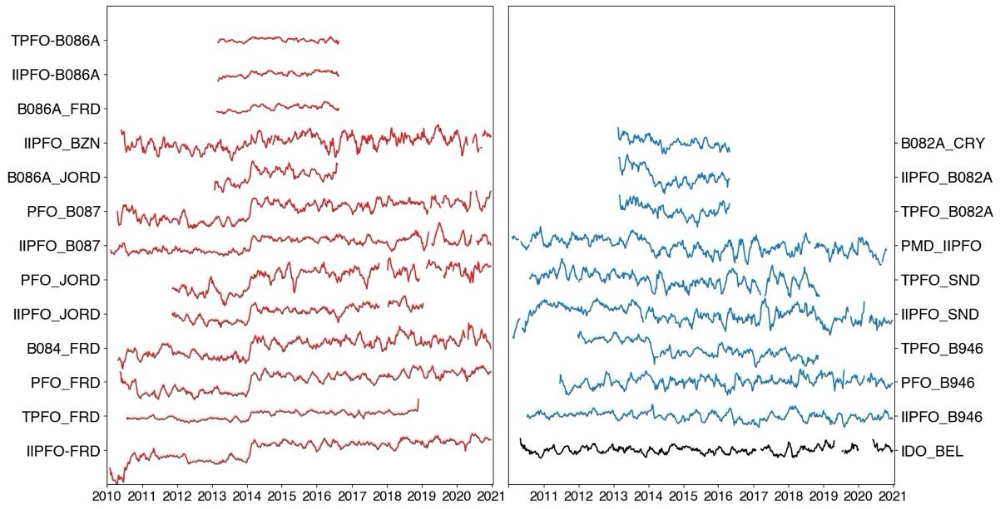 TPFO-B086A
IIPFO-B086A
B086A_FRD
IIPFO_BZN
B086A_JORD
PFO_B087
IIPFO_B087
PFO_JORD
IIPFO_JORD
B084_FRD
PFO_FRD
TPFO_FRD
IIPFO-FRD
2010 2011 2012 2013 2014 2015 2016 2017 2018 2019 2020 2021
B082A_CRY
IIPFO_B082A
TPFO_B082A
PMD_IIPFO
TPFO_SND
IIPFO_SND
TPFO_B946
PFO_B946
IIPFO_B946
IDO_BEL
2011 2012 2013 2014 2015 2016 2017 2018 2019 2020 2021